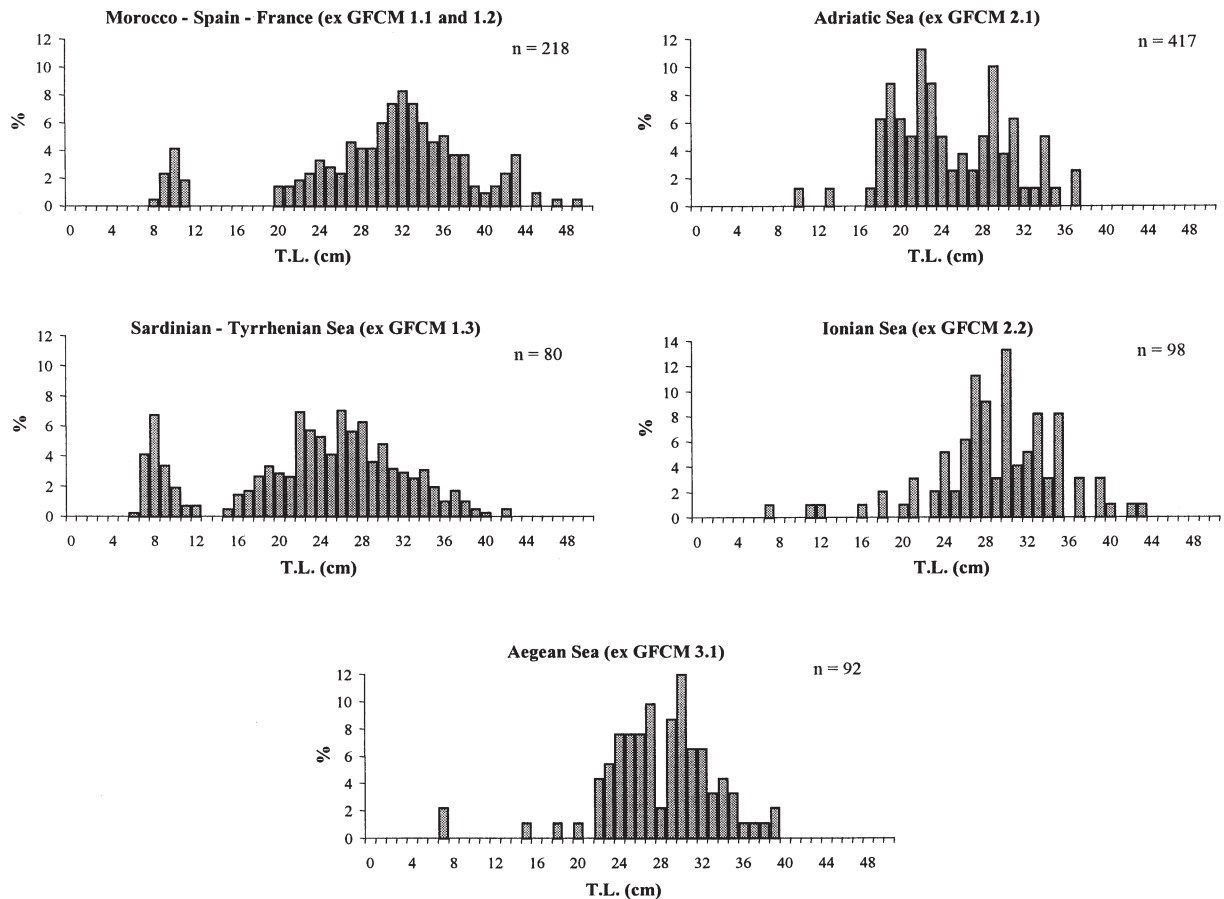 Morocco - Spain - France (ex GFCM 1.1 and 1.2)
n = 218
12
10
8
6
4
2
0
%
0 4 8 12 16 20 24 28 32 36 40 44 48
T.L. (cm)
Adriatic Sea (ex GFCM 2.1)
n = 417
12
10
8
6
4
2
0
%
0 4 8 12 16 20 24 28 32 36 40 44 48
T.L. (cm)
Sardinian - Tyrrhenian Sea (ex GFCM 1.3)
n = 80
12
10
8
6
4
2
0
%
0 4 8 12 16 20 24 28 32 36 40 44 48
T.L. (cm)
Ionian Sea (ex GFCM 2.2)
n = 98
14
12
10
8
6
4
2
0
%
0 4 8 12 16 20 24 28 32 36 40 44 48
T.L. (cm)
Aegean Sea (ex GFCM 3.1)
n = 92
12
10
8
6
4
2
0
%
0 4 8 12 16 20 24 28 32 36 40 44 48
T.L. (cm)